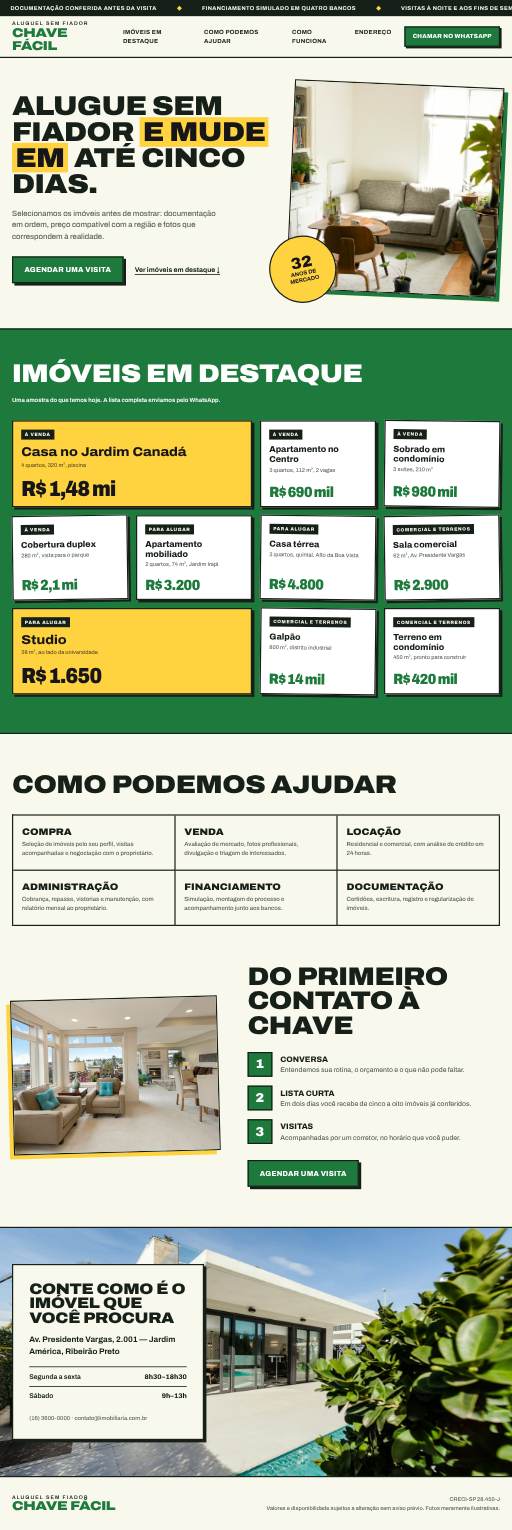 DOCUMENTAÇÃO CONFERIDA ANTES DA VISITA ◆ FINANCIAMENTO SIMULADO EM QUATRO BANCOS ◆ VISITAS À NOITE E AOS FINS DE SEM
ALUGUEL SEM FIADOR
CHAVE
FÁCIL
IMÓVEIS EM
DESTAQUE
COMO PODEMOS
AJUDAR
COMO
FUNCIONA
ENDEREÇO
CHAMAR NO WHATSAPP
ALUGUE SEM
FIADOR E MUDE
EM ATÉ CINCO
DIAS.
Selecionamos os imóveis antes de mostrar: documentação
em ordem, preço compatível com a região e fotos que
correspondem à realidade.
AGENDAR UMA VISITA
Ver imóveis em destaque ↓
32
ANOS DE
MERCADO
IMÓVEIS EM DESTAQUE
Uma amostra do que temos hoje. A lista completa enviamos pelo WhatsApp.
À VENDA
Casa no Jardim Canadá
4 quartos, 320 m², piscina
R$ 1,48 mi
À VENDA
Apartamento no
Centro
3 quartos, 112 m², 2 vagas
R$ 690 mil
À VENDA
Sobrado em
condomínio
3 suítes, 210 m²
R$ 980 mil
À VENDA
Cobertura duplex
280 m², vista para o parque
R$ 2,1 mi
PARA ALUGAR
Apartamento
mobiliado
2 quartos, 74 m², Jardim Irajá
R$ 3.200
PARA ALUGAR
Casa térrea
3 quartos, quintal, Alto da Boa Vista
R$ 4.800
COMERCIAL E TERRENOS
Sala comercial
62 m², Av. Presidente Vargas
R$ 2.900
PARA ALUGAR
Studio
38 m², ao lado da universidade
R$ 1.650
COMERCIAL E TERRENOS
Galpão
800 m², distrito industrial
R$ 14 mil
COMERCIAL E TERRENOS
Terreno em
condomínio
450 m², pronto para construir
R$ 420 mil
COMO PODEMOS AJUDAR
COMPRA
Seleção de imóveis pelo seu perfil, visitas
acompanhadas e negociação com o proprietário.
VENDA
Avaliação de mercado, fotos profissionais,
divulgação e triagem de interessados.
LOCAÇÃO
Residencial e comercial, com análise de crédito em
24 horas.
ADMINISTRAÇÃO
Cobrança, repasse, vistorias e manutenção, com
relatório mensal ao proprietário.
FINANCIAMENTO
Simulação, montagem de processo e
acompanhamento junto aos bancos.
DOCUMENTAÇÃO
Certidões, escritura, registro e regularização de
imóveis.
DO PRIMEIRO
CONTATO À
CHAVE
1
CONVERSA
Entendemos sua rotina, o orçamento e o que não pode faltar.
2
LISTA CURTA
Em dois dias você recebe de cinco a oito imóveis já conferidos.
3
VISITAS
Acompanhadas por um corretor, no horário que você puder.
AGENDAR UMA VISITA
CONTE COMO É O
IMÓVEL QUE
VOCÊ PROCURA
Av. Presidente Vargas, 2.001 — Jardim
América, Ribeirão Preto
Segunda a sexta 8h30–18h30
Sábado 9h–13h
(16) 3600-0000 · contato@imobiliaria.com.br
ALUGUEL SEM FIADOR
CHAVE FÁCIL
CRECI-SP 28.450-J
Valores e disponibilidade sujeitos a alteração sem aviso prévio. Fotos meramente ilustrativas.